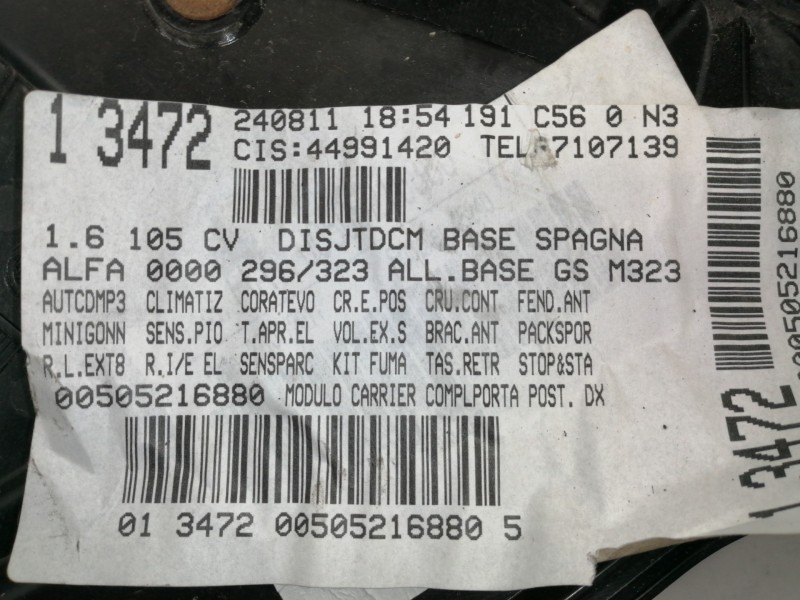 1 3472 240811 18:54 191 C56 0 N3
CIS:44991420 TEL:7107139
1.6 105 CV DISJTDCM BASE SPAGNA
ALFA 0000 296/323 ALL.BASE GS M323
AUTCDMP3 CLIMATIZ CORATEVO CR.E.POS CRU.CONT FEND.ANT
MINIGONN SENS.PIO T.APR.EL VOL.EX.S BRAC.ANT PACKSPOR
R.L.EXT8 R.I/E EL SENSPARC KIT FUMA TAS.RETR STOP&STA
00505216880 MODULO CARRIER COMPLPORTA POST. DX
01 3472 00505216880 5
00505216880
1 3472